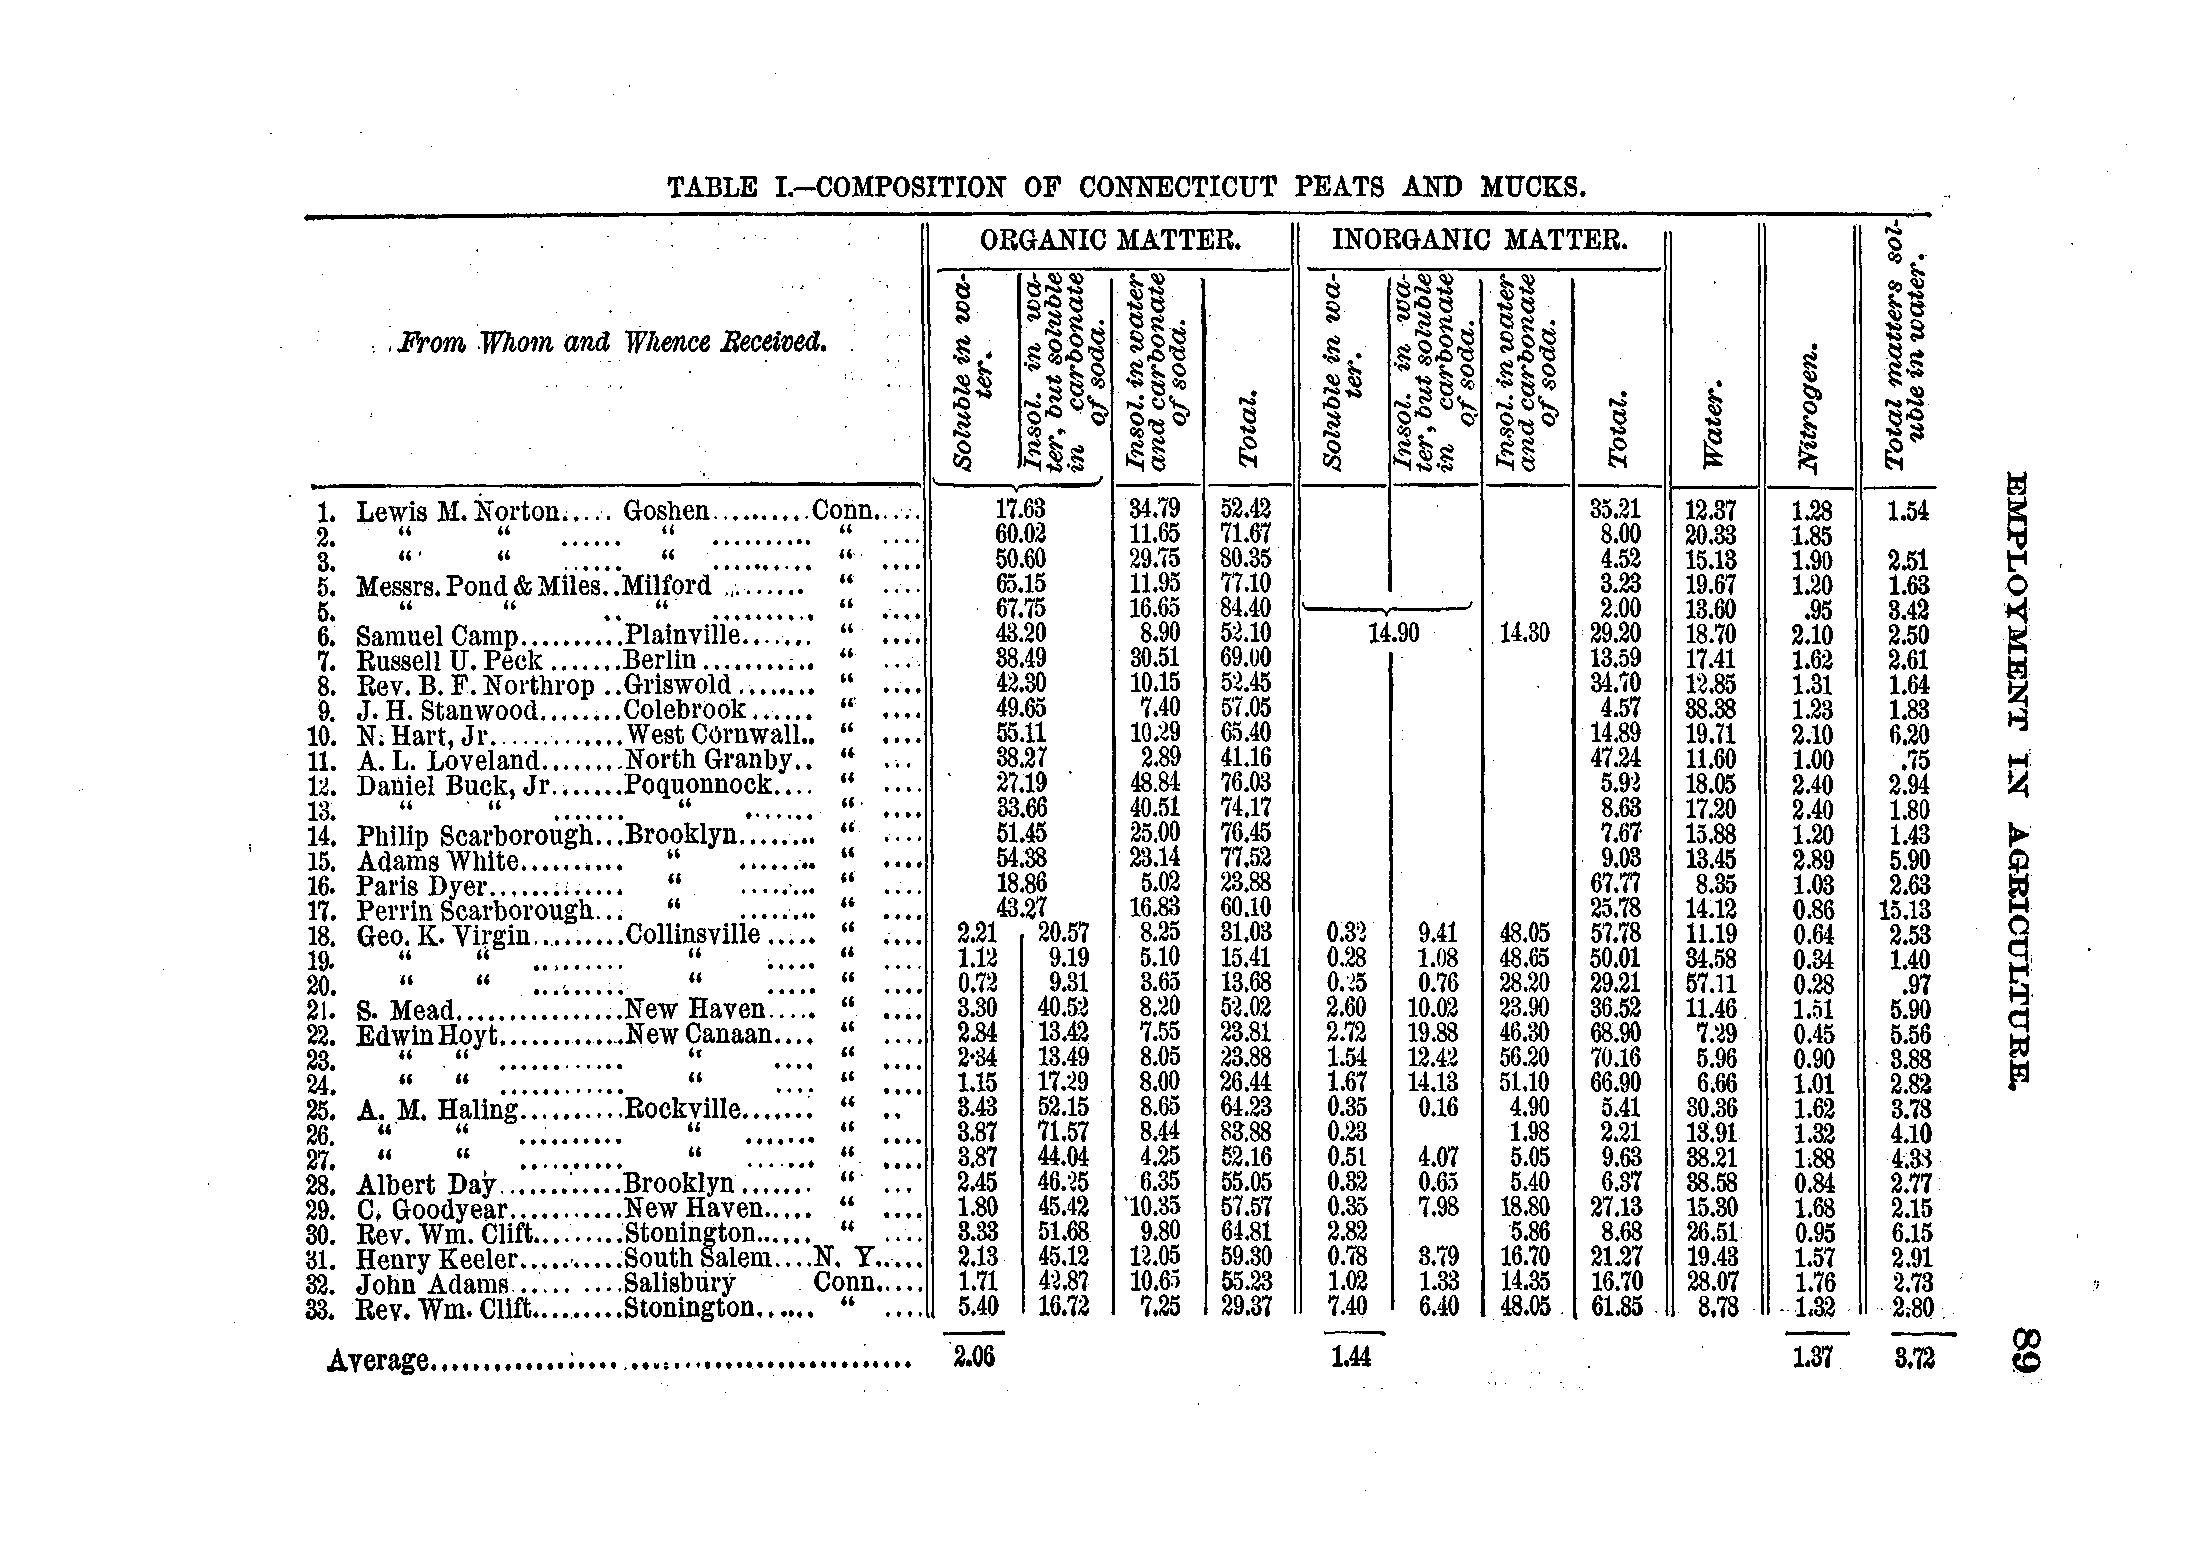 TABLE I.—COMPOSITION OF CONNECTICUT PEATS AND MUCKS.
From Whom and Whence Received.
ORGANIC MATTER.
INORGANIC MATTER.
Soluble in wa-
ter.
Insol. in wa-
ter, but soluble
in carbonate
of soda.
Insol. in water
and carbonate
of soda.
Total.
Soluble in wa-
ter.
Insol. in wa-
ter, but soluble
in carbonate
of soda.
Insol. in water
and carbonate
of soda.
Total.
Water.
Nitrogen.
Total matters sol-
uble in water.
1. Lewis M. Norton...... Goshen..........Conn..... 17.63 34.79 52.42 35.21 12.37 1.28 1.54
2. “ “ ...... “ .......... “ .... 60.02 11.65 71.67 8.00 20.33 1.85
3. “ “ ...... “ .......... “ .... 50.60 29.75 80.35 4.52 15.13 1.90 2.51
5. Messrs. Pond & Miles..Milford ........ “ .... 65.15 11.95 77.10 3.23 19.67 1.20 1.63
5. “ “ .. “ .......... “ .... 67.75 16.65 84.40 2.00 13.60 .95 3.42
6. Samuel Camp..........Plainville....... “ .... 43.20 8.90 52.10 14.90 14.30 29.20 18.70 2.10 2.50
7. Russell U. Peck .......Berlin ........... “ .... 38.49 30.51 69.00 13.59 17.41 1.62 2.61
8. Rev. B. F. Northrop ..Griswold ........ “ .... 42.30 10.15 52.45 34.70 12.85 1.31 1.64
9. J. H. Stanwood........Colebrook ...... “ .... 49.65 7.40 57.05 4.57 38.38 1.23 1.83
10. N. Hart, Jr.............West Cornwall.. “ .... 55.11 10.29 65.40 14.89 19.71 2.10 6.20
11. A. L. Loveland........North Granby.. “ ... 38.27 2.89 41.16 47.24 11.60 1.00 .75
12. Daniel Buck, Jr.......Poquonnock.... “ .... 27.19 48.84 76.03 5.92 18.05 2.40 2.94
13. “ “ ....... “ ....... “ .... 33.66 40.51 74.17 8.63 17.20 2.40 1.80
14. Philip Scarborough...Brooklyn........ “ .... 51.45 25.00 76.45 7.67 15.88 1.20 1.43
15. Adams White.......... “ ........ “ .... 54.38 23.14 77.52 9.03 13.45 2.89 5.90
16. Paris Dyer............. “ ........ “ .... 18.86 5.02 23.88 67.77 8.35 1.03 2.63
17. Perrin Scarborough... “ ........ “ .... 43.27 16.83 60.10 25.78 14.12 0.86 15.13
18. Geo. K. Virgin.........Collinsville ..... “ .... 2.21 20.57 8.25 31.03 0.32 9.41 48.05 57.78 11.19 0.64 2.53
19. “ “ ......... “ ..... “ .... 1.12 9.19 5.10 15.41 0.28 1.08 48.65 50.01 34.58 0.34 1.40
20. “ “ ......... “ ..... “ .... 0.72 9.31 3.65 13.68 0.25 0.76 28.20 29.21 57.11 0.28 .97
21. S. Mead................New Haven..... “ .... 3.30 40.52 8.20 52.02 2.60 10.02 23.90 36.52 11.46 1.51 5.90
22. Edwin Hoyt............New Canaan.... “ .... 2.84 13.42 7.55 23.81 2.72 19.88 46.30 68.90 7.29 0.45 5.56
23. “ “ ............ “ .... “ .... 2.34 13.49 8.05 23.88 1.54 12.42 56.20 70.16 5.96 0.90 3.88
24. “ “ ............ “ .... “ .... 1.15 17.29 8.00 26.44 1.67 14.13 51.10 66.90 6.66 1.01 2.82
25. A. M. Haling..........Rockville....... “ .. 3.43 52.15 8.65 64.23 0.35 0.16 4.90 5.41 30.36 1.62 3.78
26. “ “ .......... “ ....... “ .... 3.87 71.57 8.44 83.88 0.23 1.98 2.21 13.91 1.32 4.10
27. “ “ .......... “ ....... “ .... 3.87 44.04 4.25 52.16 0.51 4.07 5.05 9.63 38.21 1.88 4.33
28. Albert Day............Brooklyn ....... “ ... 2.45 46.25 6.35 55.05 0.32 0.65 5.40 6.37 38.58 0.84 2.77
29. C. Goodyear...........New Haven..... “ .... 1.80 45.42 10.35 57.57 0.35 7.98 18.80 27.13 15.30 1.68 2.15
30. Rev. Wm. Clift.........Stonington...... “ .... 3.33 51.68 9.80 64.81 2.82 5.86 8.68 26.51 0.95 6.15
31. Henry Keeler..........South Salem....N. Y..... 2.13 45.12 12.05 59.30 0.78 3.79 16.70 21.27 19.43 1.57 2.91
32. John Adams...... ....Salisbury Conn..... 1.71 42.87 10.65 55.23 1.02 1.33 14.35 16.70 28.07 1.76 2.73
33. Rev. Wm. Clift.........Stonington...... “ .... 5.40 16.72 7.25 29.37 7.40 6.40 48.05 61.85 8.78 1.32 2.80
Average.............................................. 2.06 1.44 1.37 3.72
EMPLOYMENT IN AGRICULTURE. 89